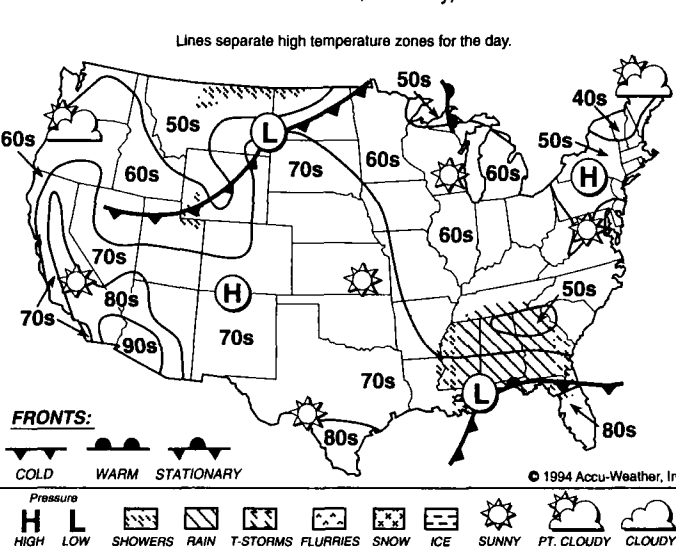 Lines separate high temperature zones for the day.
50s
40s
50s
60s
50s
L
60s
70s
60s
60s
H
60s
70s
80s
H
50s
70s
90s
70s
70s
L
80s
80s
FRONTS:
COLD WARM STATIONARY
© 1994 Accu-Weather,
Pressure
H L
HIGH LOW SHOWERS RAIN T-STORMS FLURRIES SNOW ICE SUNNY PT. CLOUDY CLOUDY